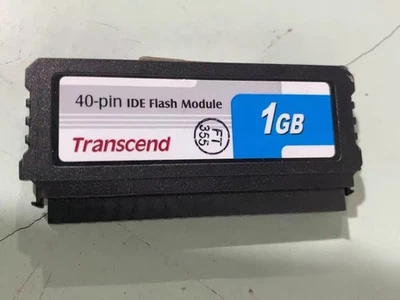 40-pin IDE Flash Module
Transcend
FT
355
1GB